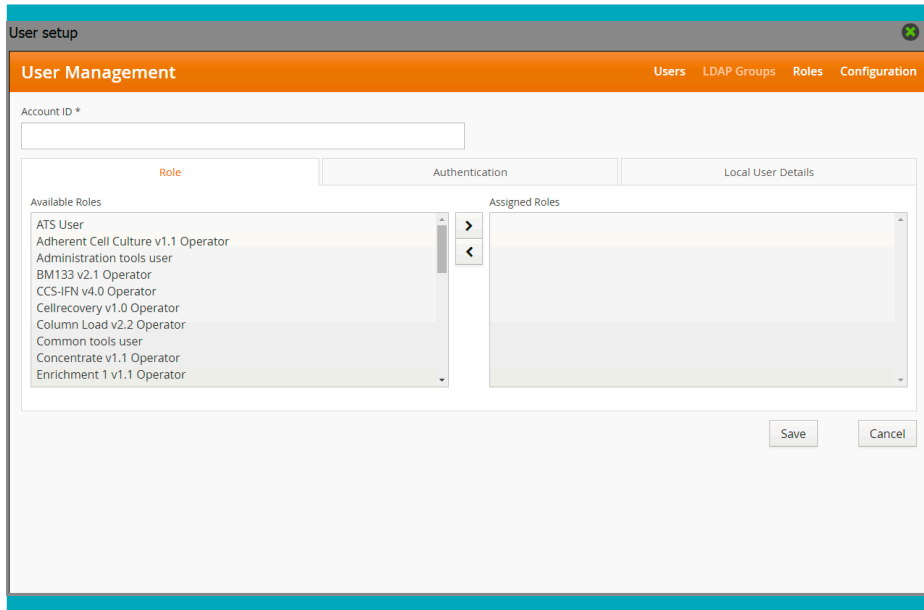 User setup
User Management
Users LDAP Groups Roles Configuration
Account ID *
Role Authentication Local User Details
Available Roles Assigned Roles
ATS User
Adherent Cell Culture v1.1 Operator
Administration tools user
BM133 v2.1 Operator
CCS-IFN v4.0 Operator
Cellrecovery v1.0 Operator
Column Load v2.2 Operator
Common tools user
Concentrate v1.1 Operator
Enrichment 1 v1.1 Operator
Save Cancel